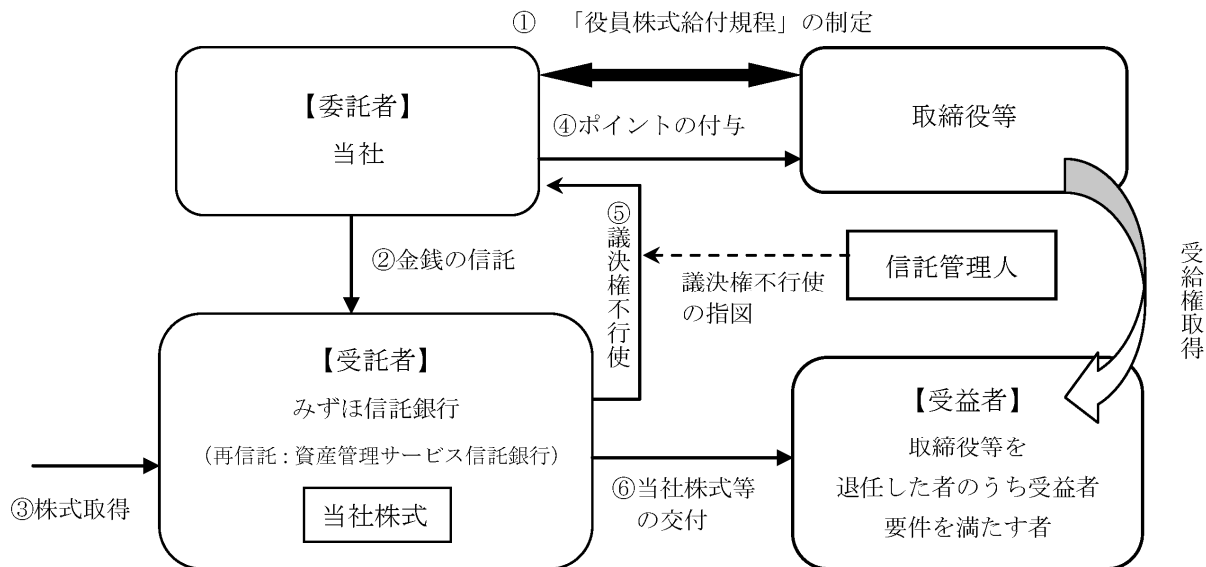 ① 「役員株式給付規程」の制定
【委託者】
当社
取締役等
④ポイントの付与
②金銭の信託
⑤議決権不行使
議決権不行使
の指図
信託管理人
受給権取得
【受託者】
みずほ信託銀行
(再信託:資産管理サービス信託銀行)
当社株式
③株式取得
⑥当社株式等
の交付
【受益者】
取締役等を
退任した者のうち受益者
要件を満たす者